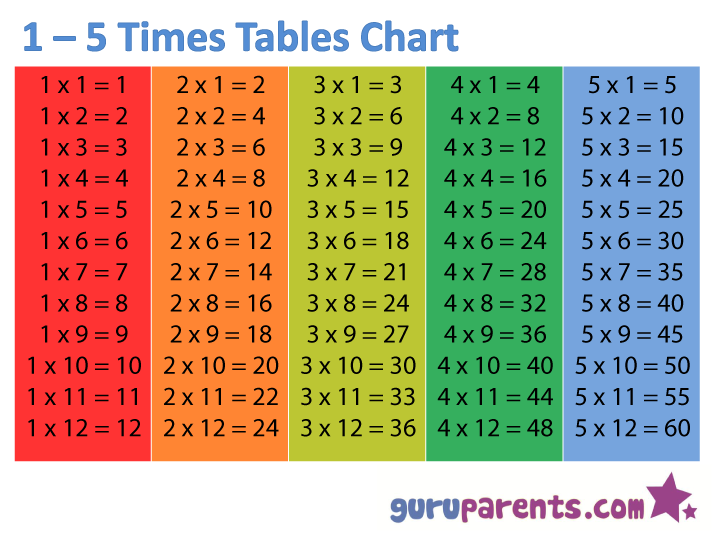 1 – 5 Times Tables Chart
1 x 1 = 1
1 x 2 = 2
1 x 3 = 3
1 x 4 = 4
1 x 5 = 5
1 x 6 = 6
1 x 7 = 7
1 x 8 = 8
1 x 9 = 9
1 x 10 = 10
1 x 11 = 11
1 x 12 = 12
2 x 1 = 2
2 x 2 = 4
2 x 3 = 6
2 x 4 = 8
2 x 5 = 10
2 x 6 = 12
2 x 7 = 14
2 x 8 = 16
2 x 9 = 18
2 x 10 = 20
2 x 11 = 22
2 x 12 = 24
3 x 1 = 3
3 x 2 = 6
3 x 3 = 9
3 x 4 = 12
3 x 5 = 15
3 x 6 = 18
3 x 7 = 21
3 x 8 = 24
3 x 9 = 27
3 x 10 = 30
3 x 11 = 33
3 x 12 = 36
4 x 1 = 4
4 x 2 = 8
4 x 3 = 12
4 x 4 = 16
4 x 5 = 20
4 x 6 = 24
4 x 7 = 28
4 x 8 = 32
4 x 9 = 36
4 x 10 = 40
4 x 11 = 44
4 x 12 = 48
5 x 1 = 5
5 x 2 = 10
5 x 3 = 15
5 x 4 = 20
5 x 5 = 25
5 x 6 = 30
5 x 7 = 35
5 x 8 = 40
5 x 9 = 45
5 x 10 = 50
5 x 11 = 55
5 x 12 = 60
guruparents.com